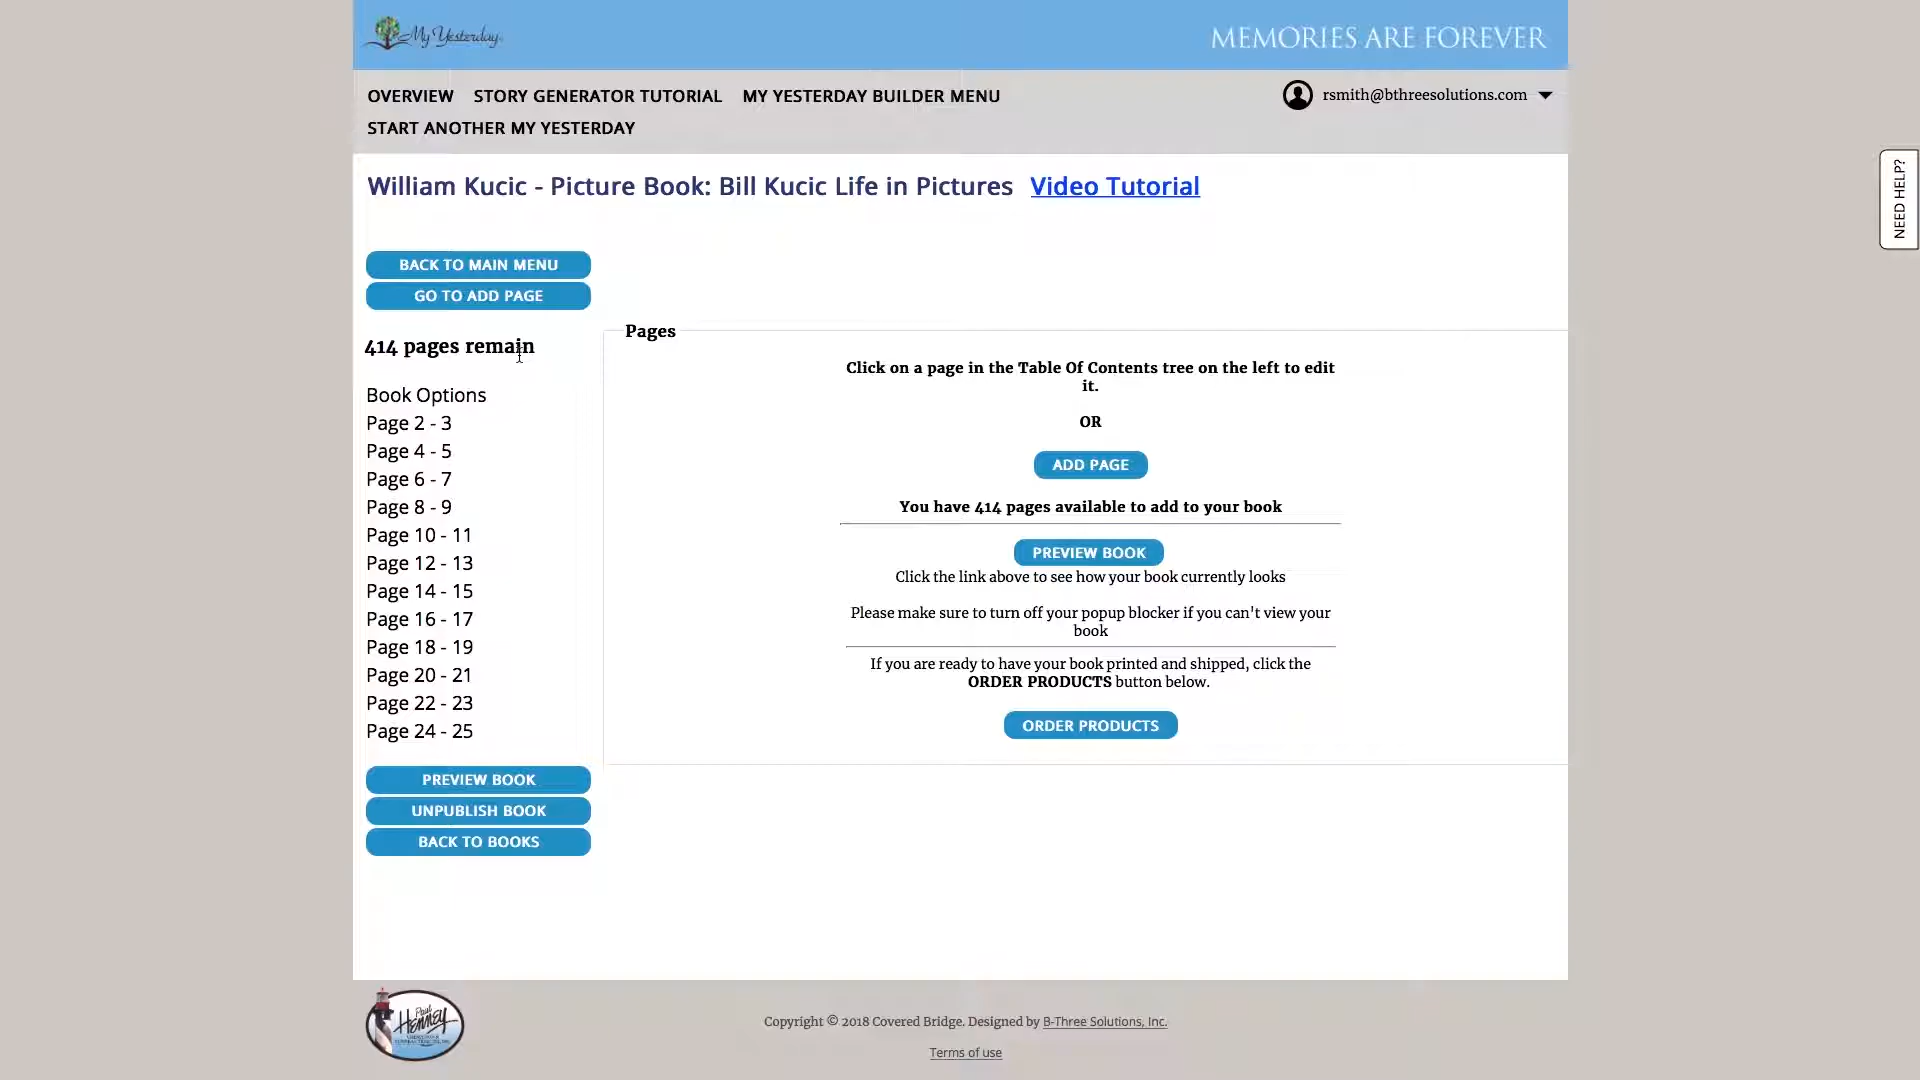 My Yesterday
MEMORIES ARE FOREVER
OVERVIEW STORY GENERATOR TUTORIAL MY YESTERDAY BUILDER MENU
rsmith@bthreesolutions.com
START ANOTHER MY YESTERDAY
NEED HELP?
William Kucic - Picture Book: Bill Kucic Life in Pictures Video Tutorial
BACK TO MAIN MENU
GO TO ADD PAGE
414 pages remain
Book Options
Page 2 - 3
Page 4 - 5
Page 6 - 7
Page 8 - 9
Page 10 - 11
Page 12 - 13
Page 14 - 15
Page 16 - 17
Page 18 - 19
Page 20 - 21
Page 22 - 23
Page 24 - 25
PREVIEW BOOK
UNPUBLISH BOOK
BACK TO BOOKS
Pages
Click on a page in the Table Of Contents tree on the left to edit
it.
OR
ADD PAGE
You have 414 pages available to add to your book
PREVIEW BOOK
Click the link above to see how your book currently looks
Please make sure to turn off your popup blocker if you can't view your
book
If you are ready to have your book printed and shipped, click the
ORDER PRODUCTS button below.
ORDER PRODUCTS
Paul
Henney
Copyright © 2018 Covered Bridge. Designed by B-Three Solutions, Inc.
Terms of use